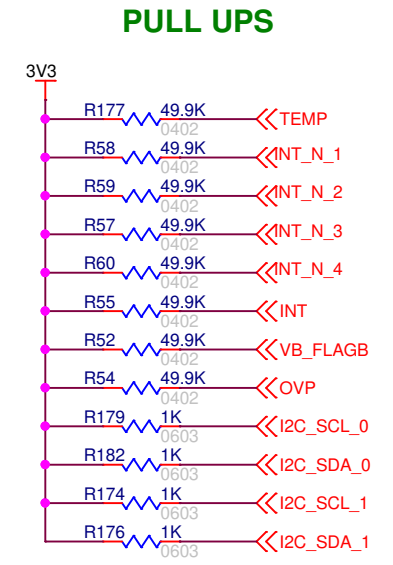 PULL UPS
3V3
R177 49.9K TEMP
0402
R58 49.9K INT_N_1
0402
R59 49.9K INT_N_2
0402
R57 49.9K INT_N_3
0402
R60 49.9K INT_N_4
0402
R55 49.9K INT
0402
R52 49.9K VB_FLAGB
0402
R54 49.9K OVP
0402
R179 1K I2C_SCL_0
0603
R182 1K I2C_SDA_0
0603
R174 1K I2C_SCL_1
0603
R176 1K I2C_SDA_1
0603